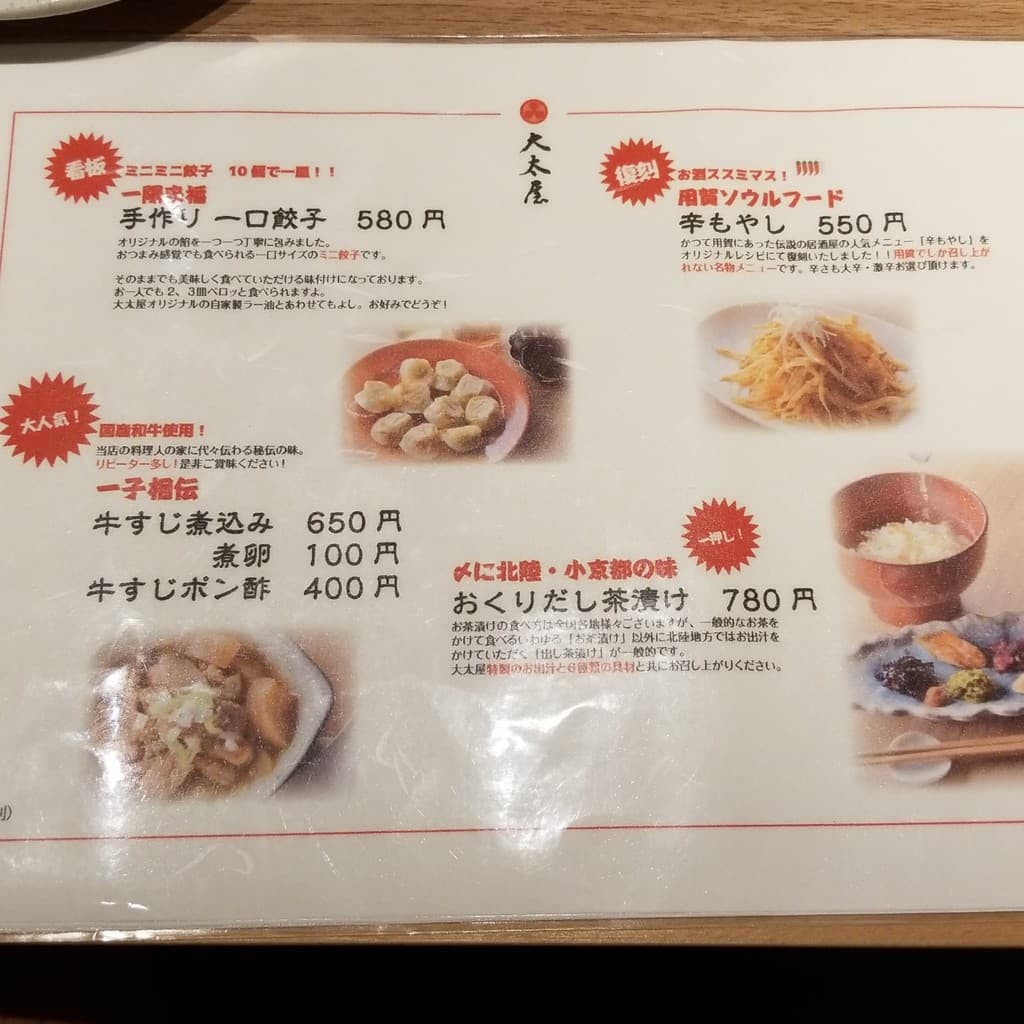 大太屋
看板
ミニミニ餃子 10個で一皿！！
一限来福
手作り一口餃子 580円
オリジナルの餡を一つ一つ丁寧に包みました。
おつまみ感覚でも食べられる一口サイズのミニ餃子です。
そのままでも美味しく食べていただける味付けになっております。
お一人でも2、3皿ペロッと食べられますよ。
大太屋オリジナルの自家製ラー油とあわせてもよし。お好みでどうぞ！
復刻
お酒ススミマス！
用賀ソウルフード
辛もやし 550円
かつて用賀にあった伝説の居酒屋の人気メニュー「辛もやし」を
オリジナルレシピにて復刻いたしました！！用賀でしか召し上が
れない名物メニューです。辛さも大辛・激辛お選び頂けます。
大人気！
国産和牛使用！
当店の料理人の家に代々伝わる秘伝の味。
リピーター多し！是非ご賞味ください！
一子相伝
牛すじ煮込み 650円
煮卵 100円
牛すじポン酢 400円
一押し！
〆に北陸・小京都の味
おくりだし茶漬け 780円
お茶漬けの食べ方は全国各地様々ございますが、一般的なお茶を
かけて食べるいわゆる「お茶漬け」以外に北陸地方ではお出汁を
かけていただく「出し茶漬け」が一般的です。
大太屋特製のお出汁と6種類の具材と共にお召し上がりください。